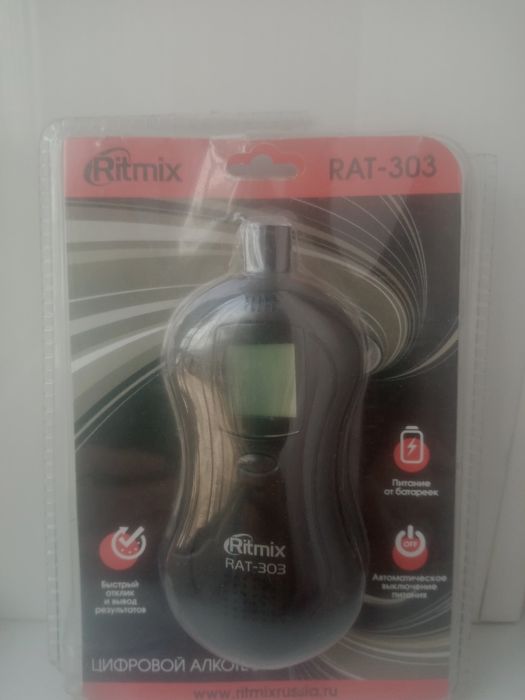 Ritmix
RAT-303
Питание
от батареек
Ritmix
RAT-303
Быстрый
отклик
и вывод
результатов
OFF
Автоматическое
выключение
питания
ЦИФРОВОЙ АЛКОТЕ
www.ritmixrussia.ru